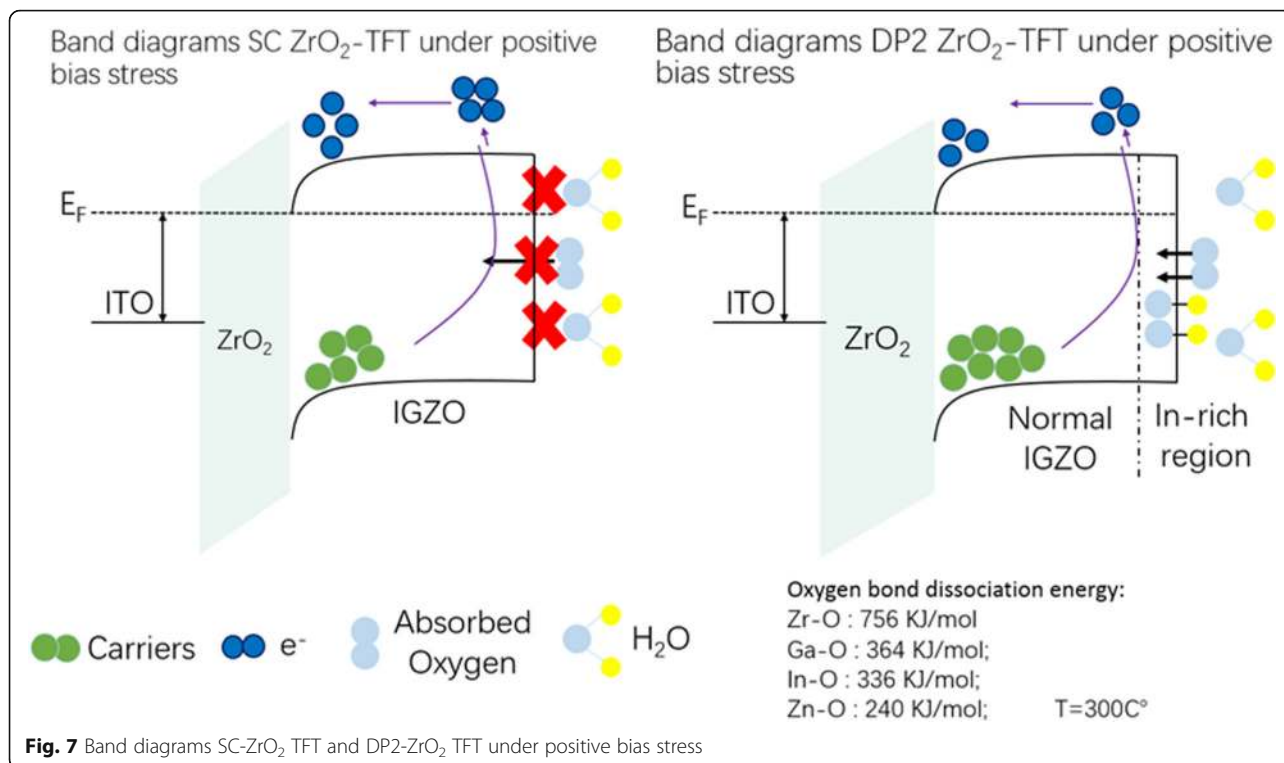 Band diagrams SC ZrO₂-TFT under positive
bias stress
E_F
ITO
ZrO₂
IGZO
Band diagrams DP2 ZrO₂-TFT under positive
bias stress
E_F
ITO
ZrO₂
Normal
IGZO
In-rich
region
Carriers
e⁻
Absorbed
Oxygen
H₂O
Oxygen bond dissociation energy:
Zr-O : 756 KJ/mol
Ga-O : 364 KJ/mol;
In-O : 336 KJ/mol;
Zn-O : 240 KJ/mol; T=300C°
Fig. 7 Band diagrams SC-ZrO₂ TFT and DP2-ZrO₂ TFT under positive bias stress